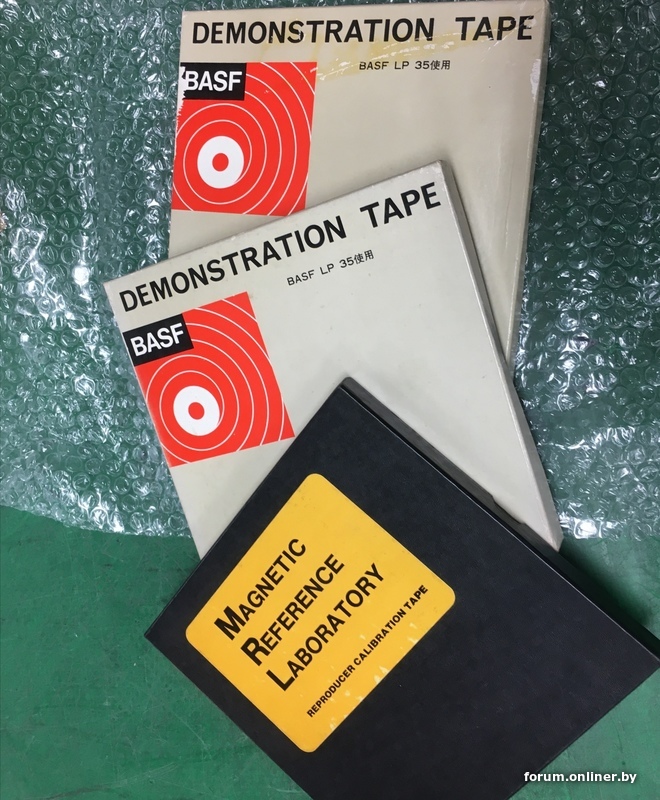 DEMONSTRATION TAPE
BASF
BASF LP 35使用
DEMONSTRATION TAPE
BASF LP 35使用
BASF
MAGNETIC
REFERENCE
LABORATORY
REPRODUCER CALIBRATION TAPE
forum.onliner.by